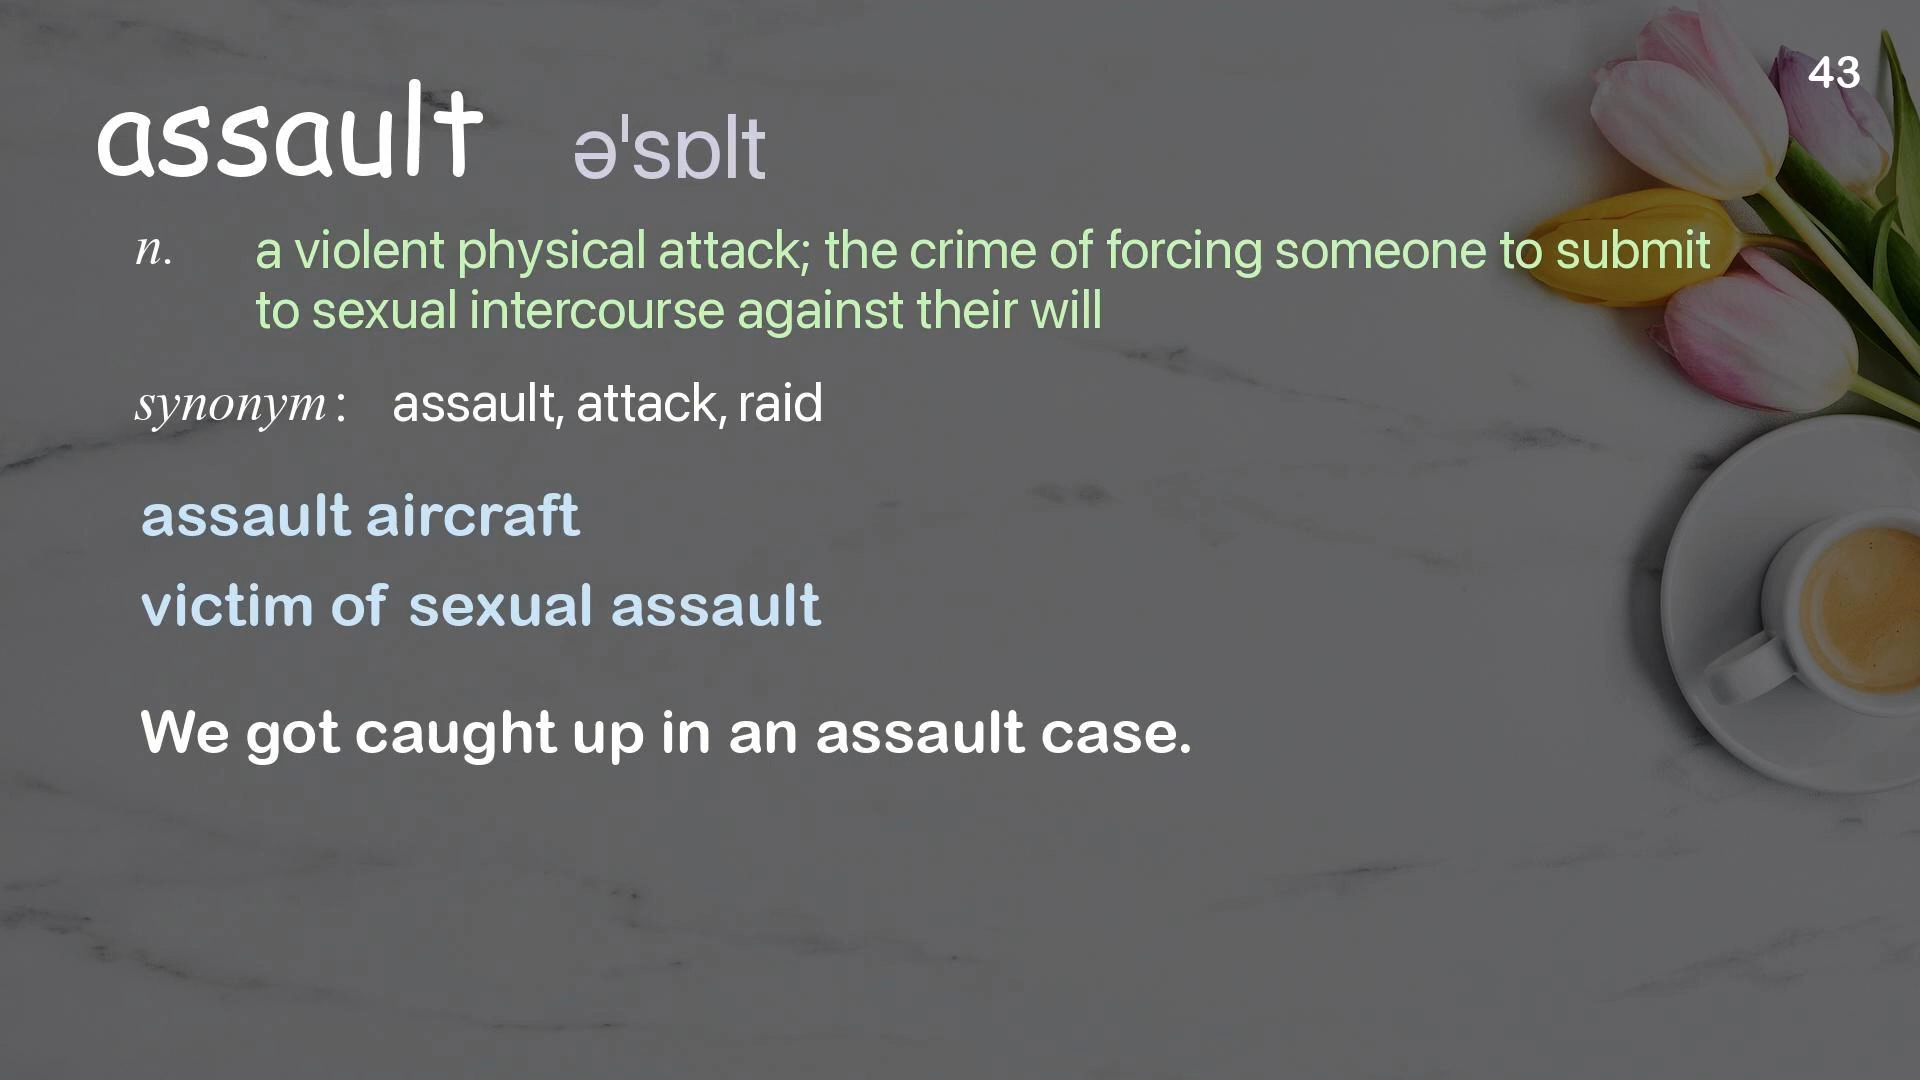 43
assault əˈsɒlt
n. a violent physical attack; the crime of forcing someone to submit
to sexual intercourse against their will
synonym: assault, attack, raid
assault aircraft
victim of sexual assault
We got caught up in an assault case.